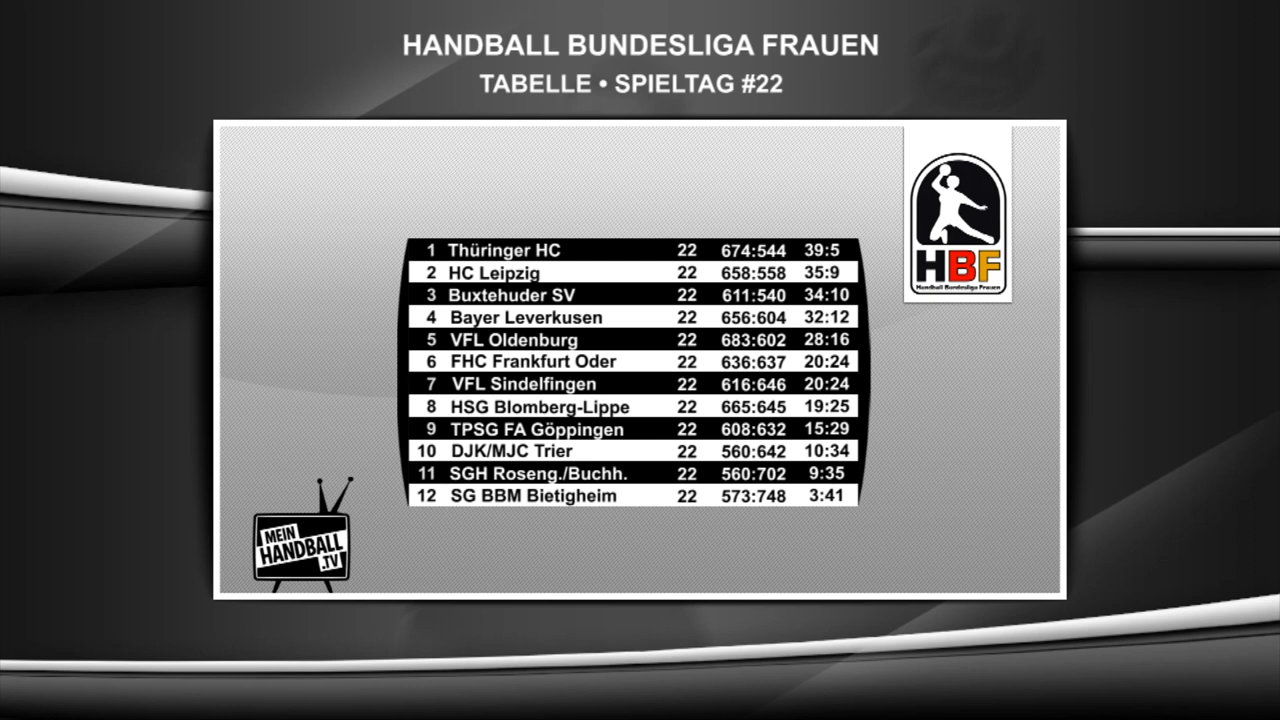 HANDBALL BUNDESLIGA FRAUEN
TABELLE • SPIELTAG #22
HBF
Handball Bundesliga Frauen
1 Thüringer HC 22 674:544 39:5
2 HC Leipzig 22 658:558 35:9
3 Buxtehuder SV 22 611:540 34:10
4 Bayer Leverkusen 22 656:604 32:12
5 VFL Oldenburg 22 683:602 28:16
6 FHC Frankfurt Oder 22 636:637 20:24
7 VFL Sindelfingen 22 616:646 20:24
8 HSG Blomberg-Lippe 22 665:645 19:25
9 TPSG FA Göppingen 22 608:632 15:29
10 DJK/MJC Trier 22 560:642 10:34
11 SGH Roseng./Buchh. 22 560:702 9:35
12 SG BBM Bietigheim 22 573:748 3:41
MEIN
HANDBALL
.TV